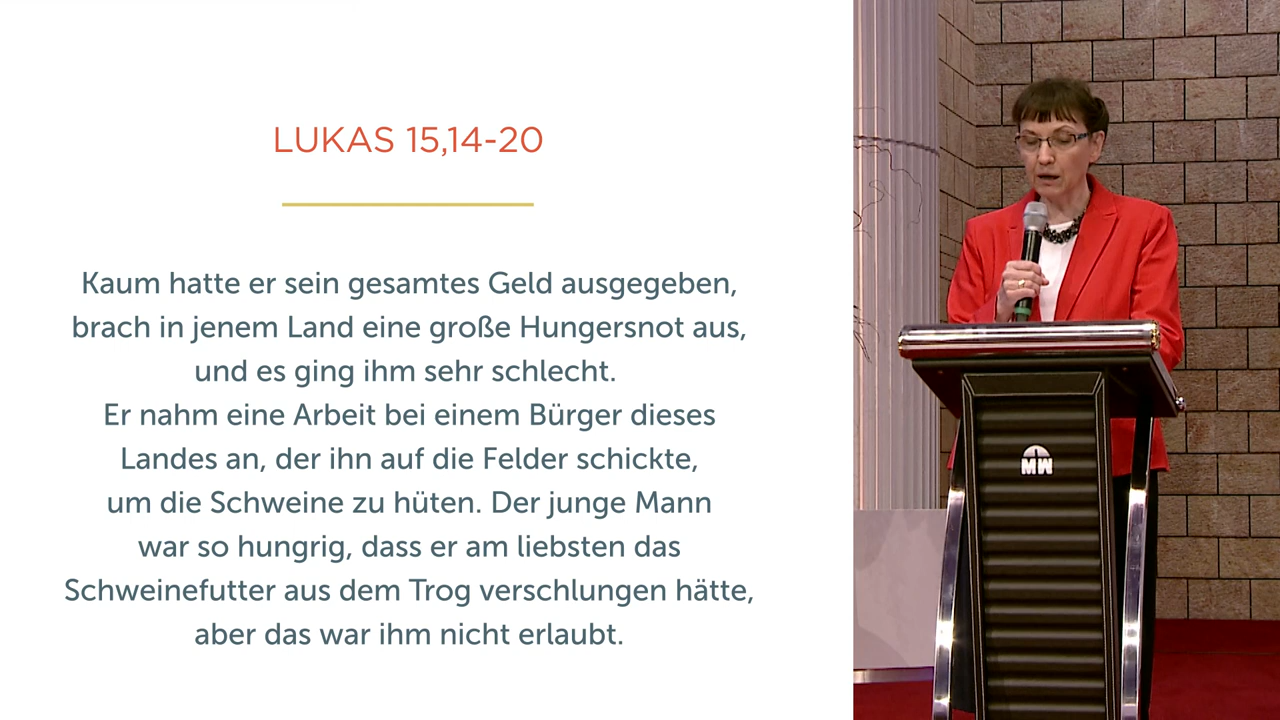 LUKAS 15,14-20
Kaum hatte er sein gesamtes Geld ausgegeben,
brach in jenem Land eine große Hungersnot aus,
und es ging ihm sehr schlecht.
Er nahm eine Arbeit bei einem Bürger dieses
Landes an, der ihn auf die Felder schickte,
um die Schweine zu hüten. Der junge Mann
war so hungrig, dass er am liebsten das
Schweinefutter aus dem Trog verschlungen hätte,
aber das war ihm nicht erlaubt.
MW